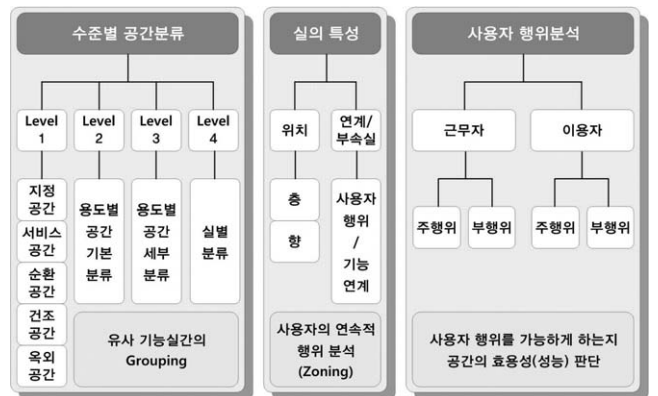 수준별 공간분류
Level
1
Level
2
Level
3
Level
4
지정
공간
서비스
공간
순환
공간
건조
공간
옥외
공간
용도별
공간
기본
분류
용도별
공간
세부
분류
실별
분류
유사 기능실간의
Grouping
실의 특성
위치
연계/
부속실
층
향
사용자
행위
/
기능
연계
사용자의 연속적
행위 분석
(Zoning)
사용자 행위분석
근무자
이용자
주행위
부행위
주행위
부행위
사용자 행위를 가능하게 하는지
공간의 효용성(성능) 판단